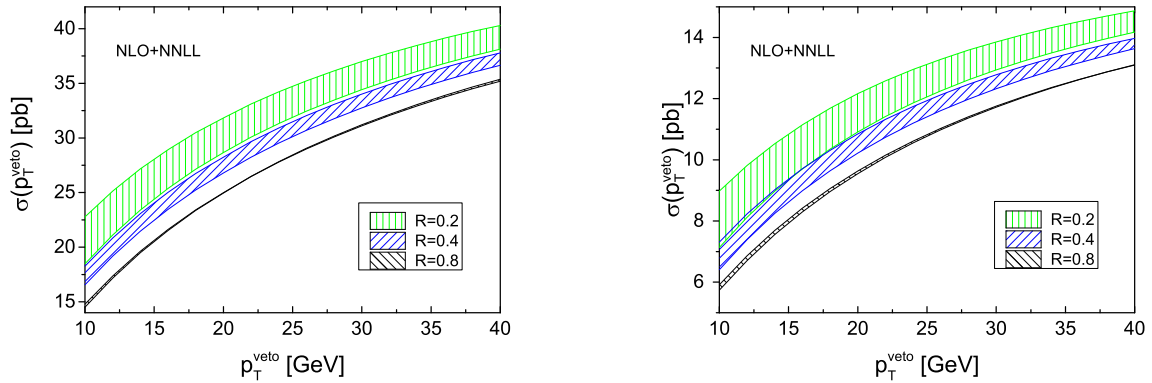 NLO+NNLL
σ(p_T^veto) [pb]
40
35
30
25
20
15
R=0.2
R=0.4
R=0.8
10 15 20 25 30 35 40
p_T^veto [GeV]
NLO+NNLL
σ(p_T^veto) [pb]
14
12
10
8
6
R=0.2
R=0.4
R=0.8
10 15 20 25 30 35 40
p_T^veto [GeV]